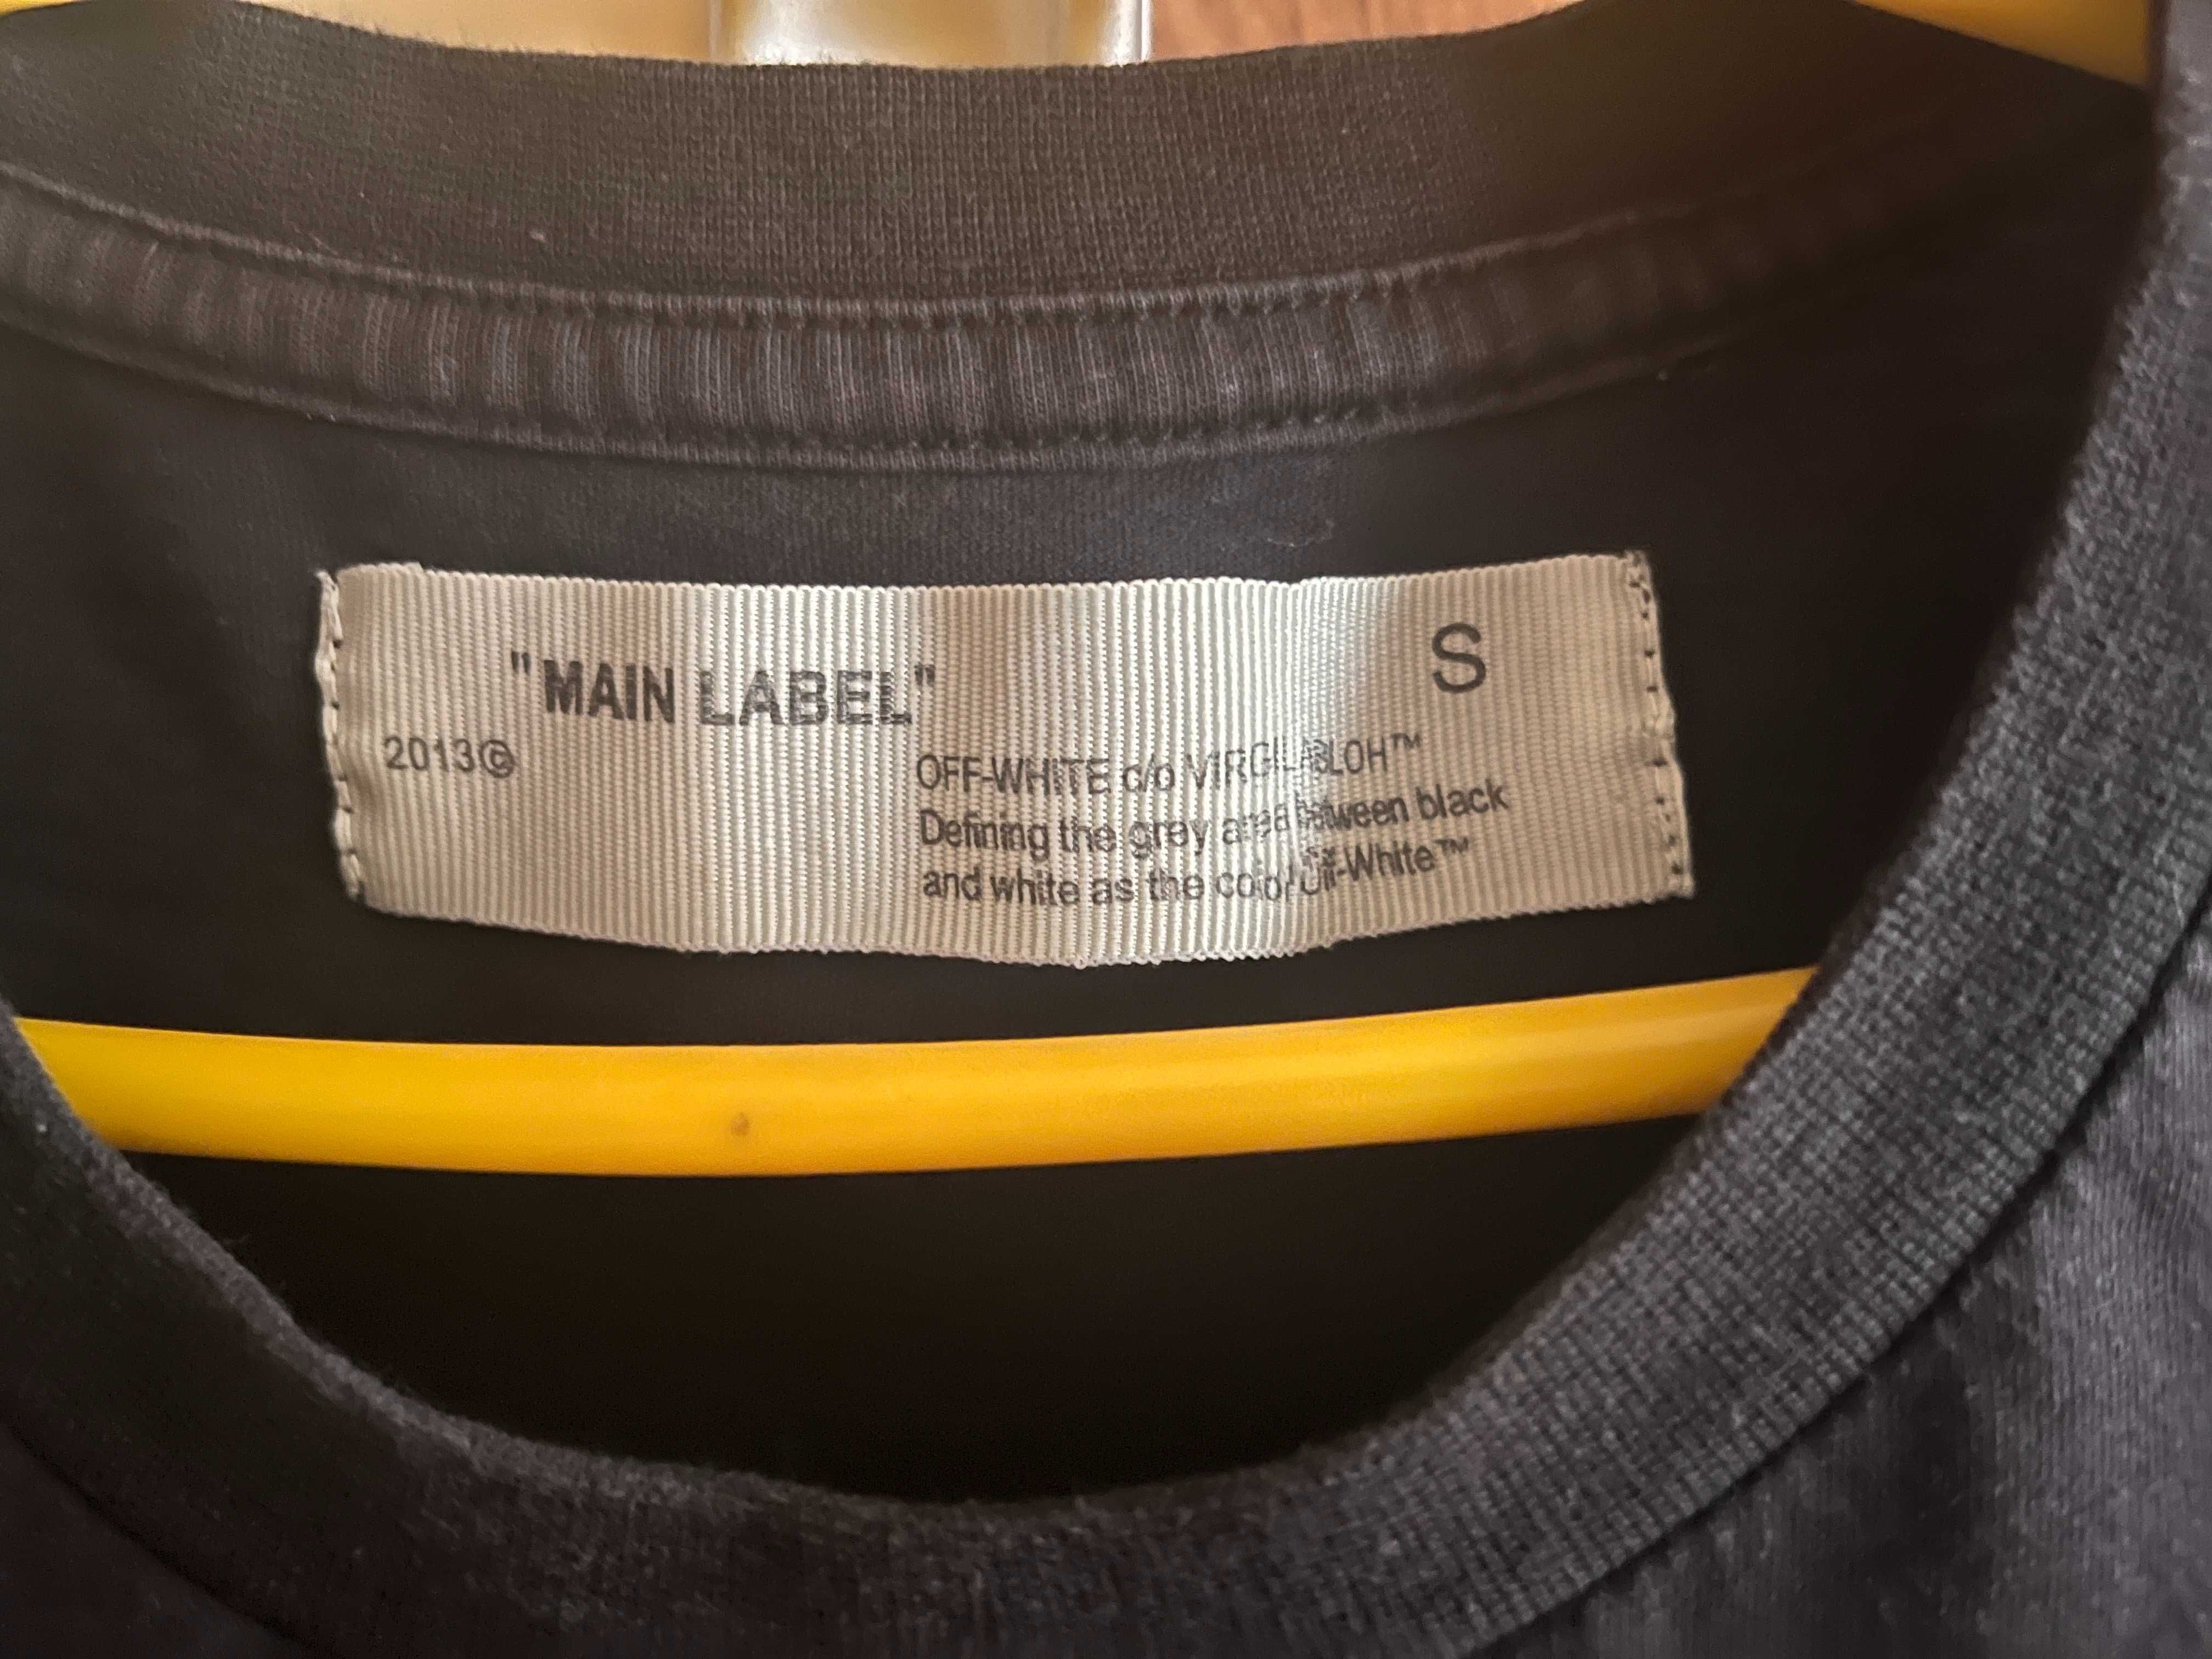 "MAIN LABEL"
S
2013©
OFF-WHITE c/o VIRGIL ABLOH™
Defining the grey area between black
and white as the color Off-White™